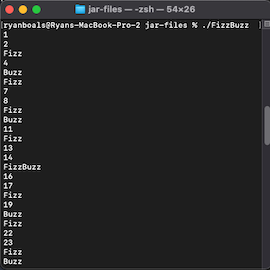 jar-files — -zsh — 54×26
ryanboals@Ryans-MacBook-Pro-2 jar-files % ./FizzBuzz
1
2
Fizz
4
Buzz
Fizz
7
8
Fizz
Buzz
11
Fizz
13
14
FizzBuzz
16
17
Fizz
19
Buzz
Fizz
22
23
Fizz
Buzz